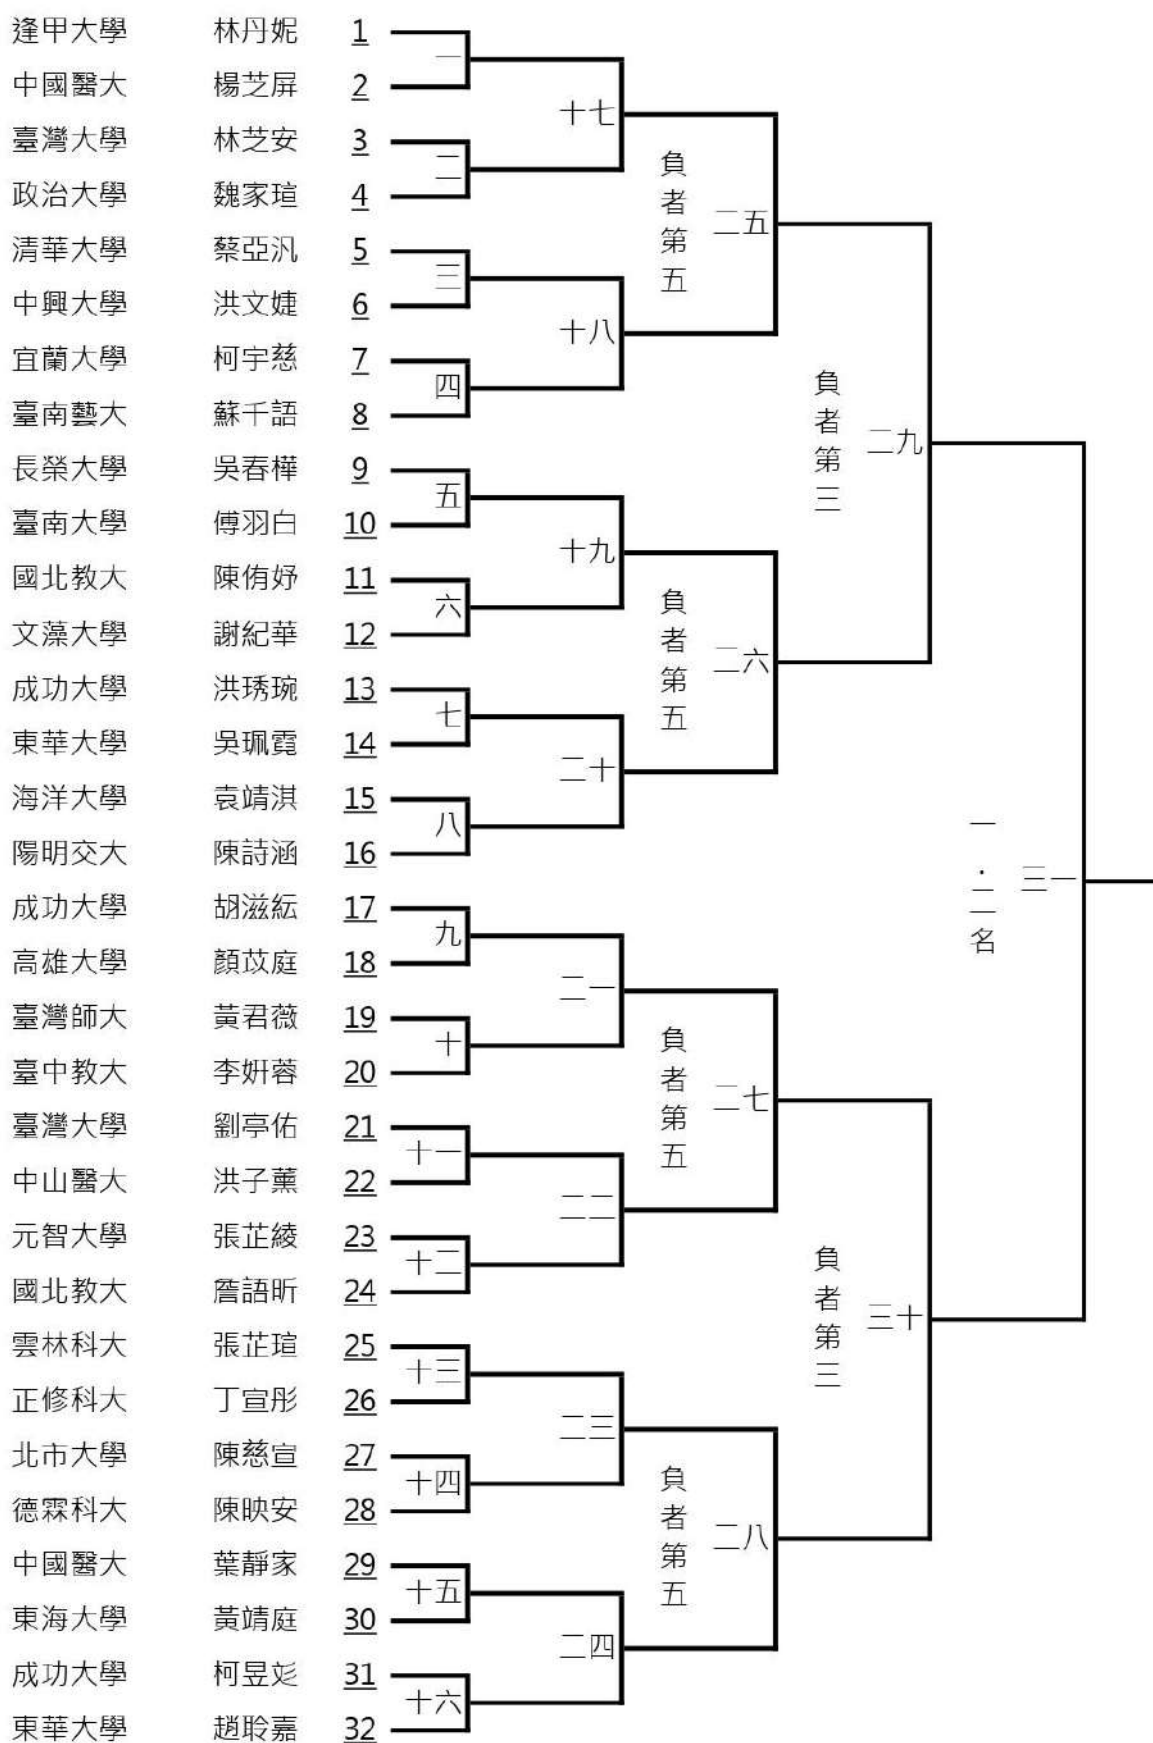 逢甲大學 林丹妮 1
一
中國醫大 楊芝屏 2
十七
臺灣大學 林芝安 3
二
政治大學 魏家瑄 4
負者第五
二五
清華大學 蔡亞汎 5
三
中興大學 洪文婕 6
十八
宜蘭大學 柯宇慈 7
四
臺南藝大 蘇千語 8
負者第三
二九
長榮大學 吳春樺 9
五
臺南大學 傅羽白 10
十九
國北教大 陳侑妤 11
六
文藻大學 謝紀華 12
負者第五
二六
成功大學 洪琇琬 13
七
東華大學 吳珮霓 14
二十
海洋大學 袁靖淇 15
八
陽明交大 陳詩涵 16
一.二名
三一
成功大學 胡滋紜 17
九
高雄大學 顏苡庭 18
二一
臺灣師大 黃君薇 19
十
臺中教大 李姸蓉 20
負者第五
二七
臺灣大學 劉亭佑 21
十一
中山醫大 洪子薰 22
二二
元智大學 張芷綾 23
十二
國北教大 詹語昕 24
負者第三
三十
雲林科大 張芷瑄 25
十三
正修科大 丁宣彤 26
二三
北市大學 陳慈宣 27
十四
德霖科大 陳映安 28
負者第五
二八
中國醫大 葉靜家 29
十五
東海大學 黃靖庭 30
二四
成功大學 柯昱彣 31
十六
東華大學 趙聆嘉 32